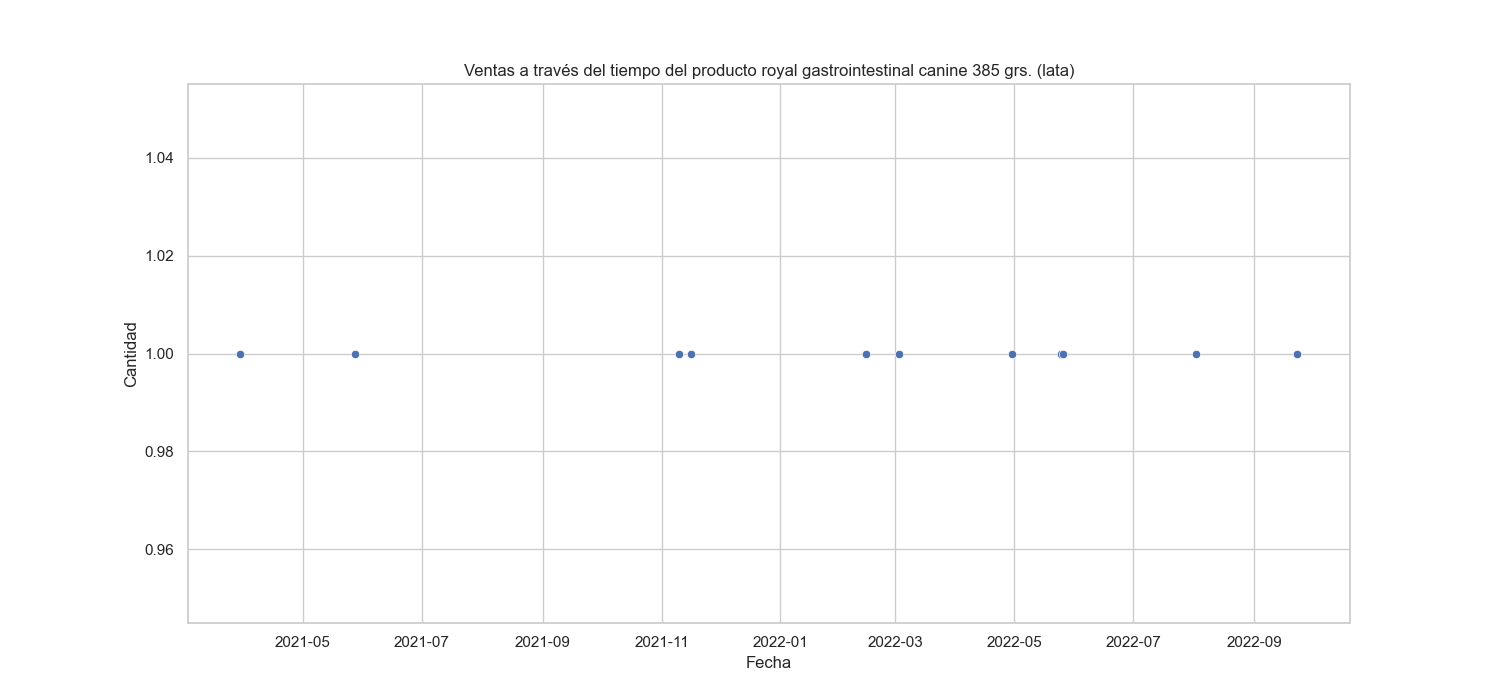 Ventas a través del tiempo del producto royal gastrointestinal canine 385 grs. (lata)
1.04
1.02
1.00
0.98
0.96
Cantidad
2021-05 2021-07 2021-09 2021-11 2022-01 2022-03 2022-05 2022-07 2022-09
Fecha